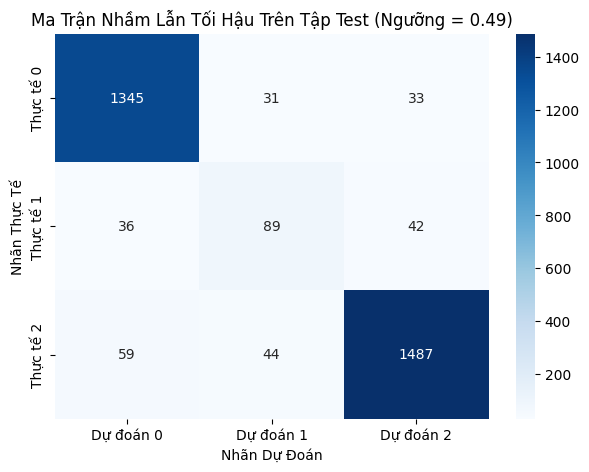 Ma Trận Nhầm Lẫn Tối Hậu Trên Tập Test (Ngưỡng = 0.49)
Nhãn Thực Tế
Thực tế 0
1345 31 33
Thực tế 1
36 89 42
Thực tế 2
59 44 1487
Dự đoán 0 Dự đoán 1 Dự đoán 2
Nhãn Dự Đoán
1400
1200
1000
800
600
400
200